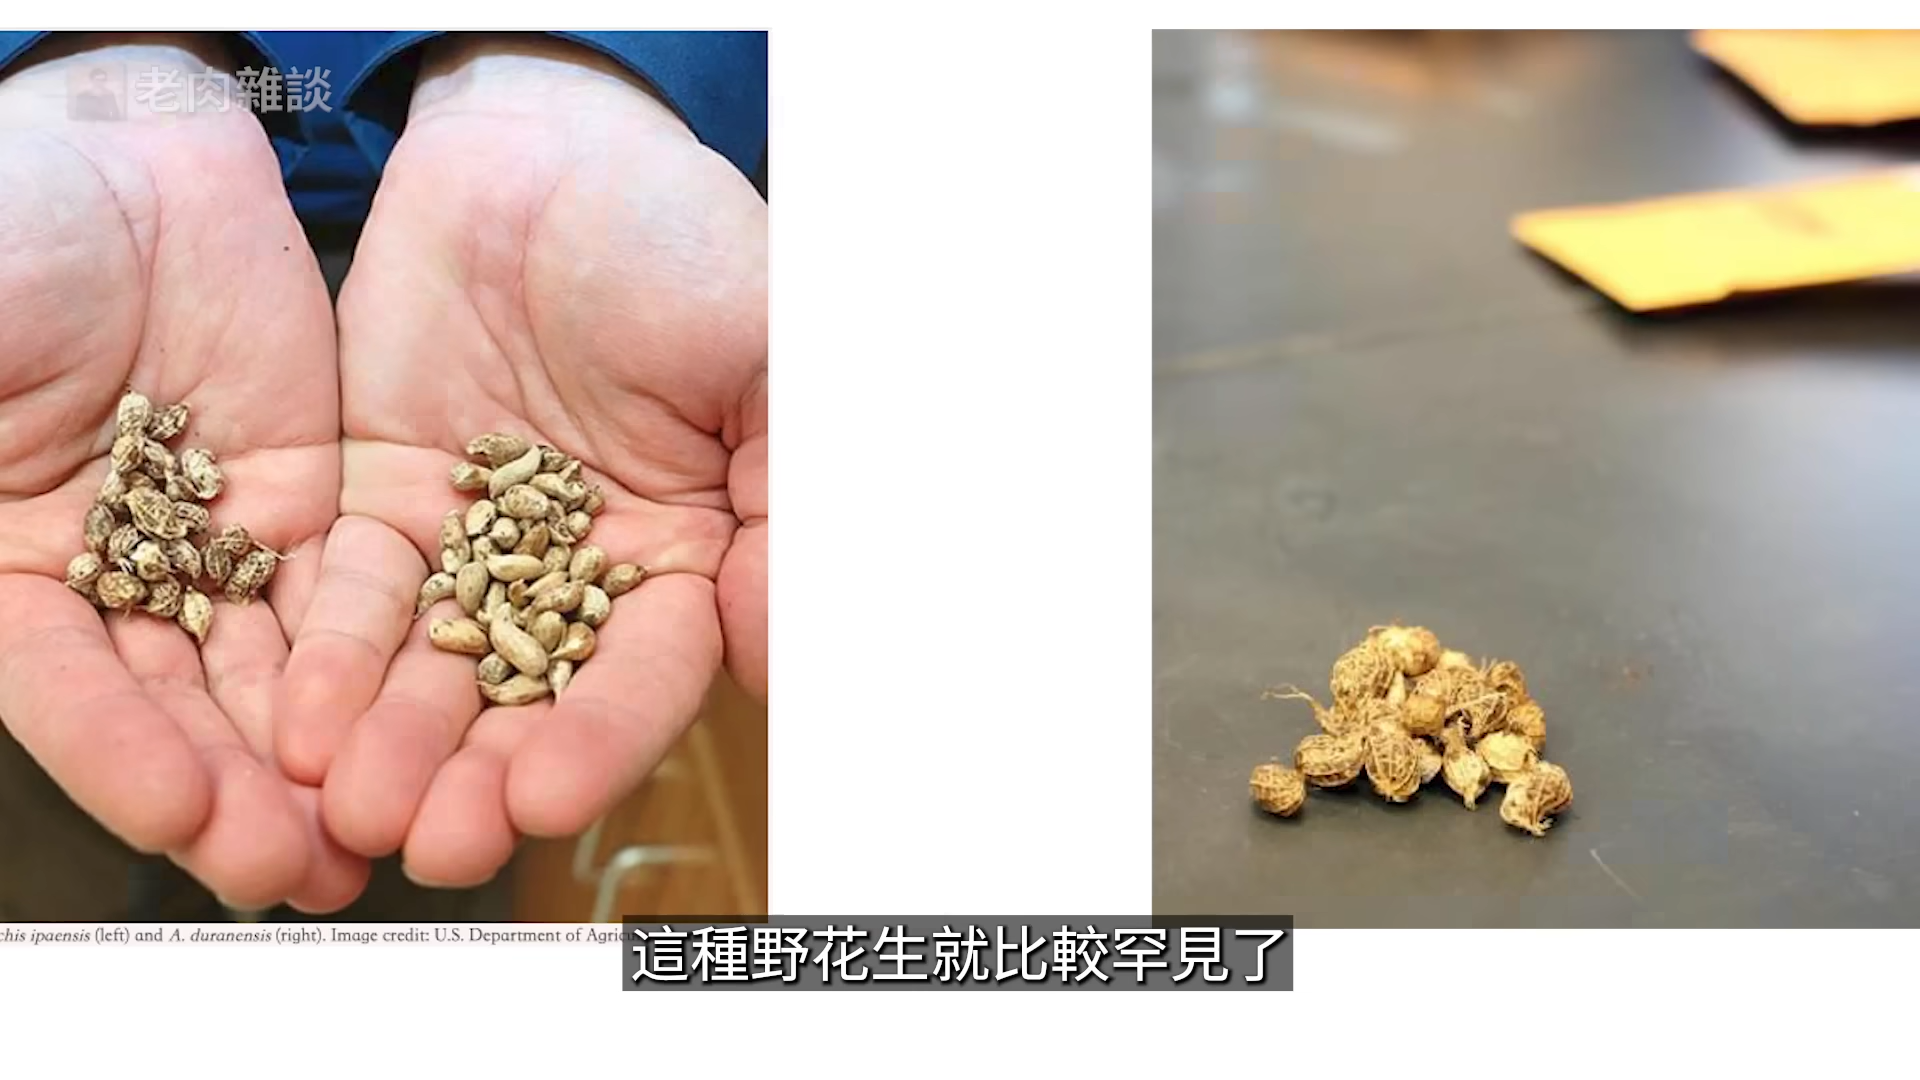 老肉雜談
chis ipaensis (left) and A. duranensis (right). Image credit: U.S. Department of Agric
這種野花生就比較罕見了